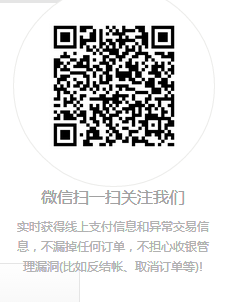 微信扫一扫关注我们
实时获得线上支付信息和异常交易信
息，不漏掉任何订单，不担心收银管
理漏洞(比如反结帐、取消订单等)!